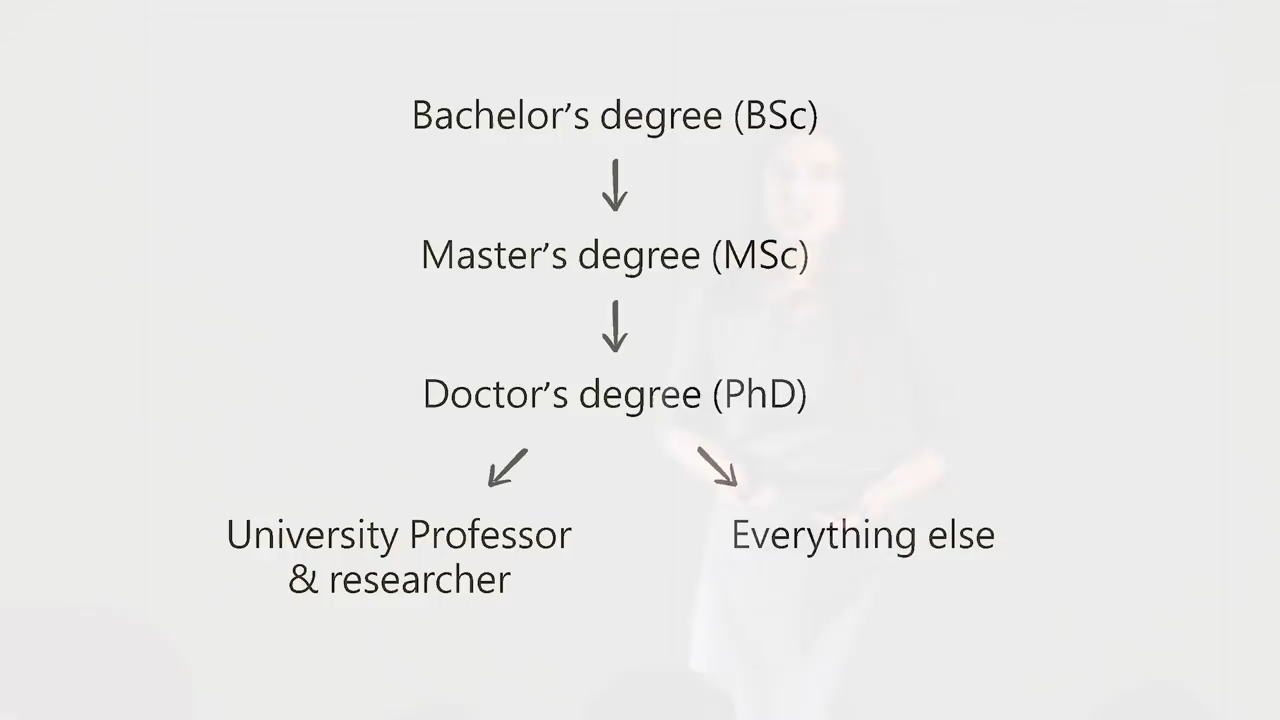 Bachelor's degree (BSc)
Master's degree (MSc)
Doctor's degree (PhD)
University Professor
& researcher
Everything else